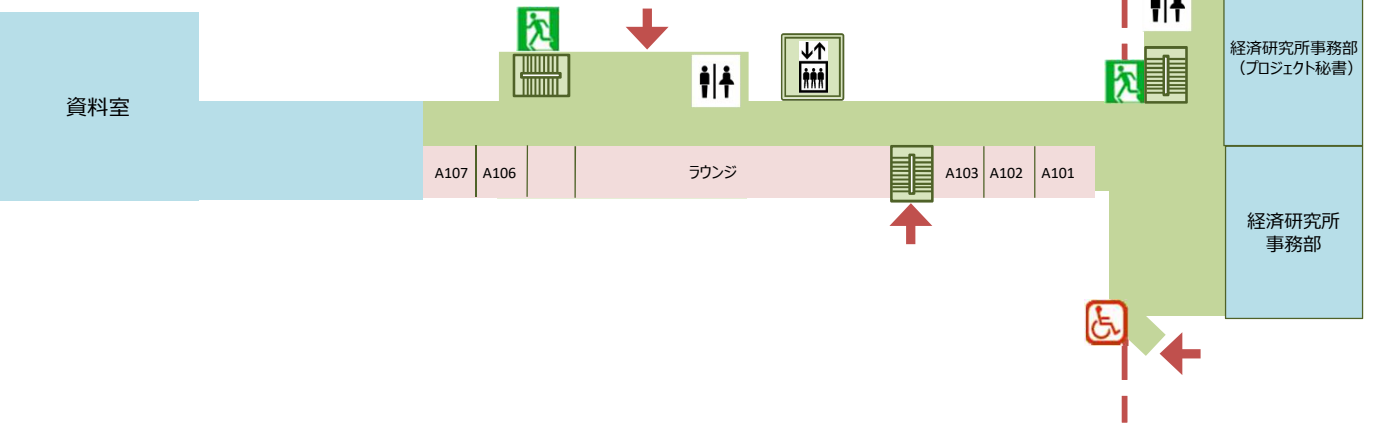 資料室
A107
A106
ラウンジ
A103
A102
A101
経済研究所事務部
（プロジェクト秘書）
経済研究所
事務部